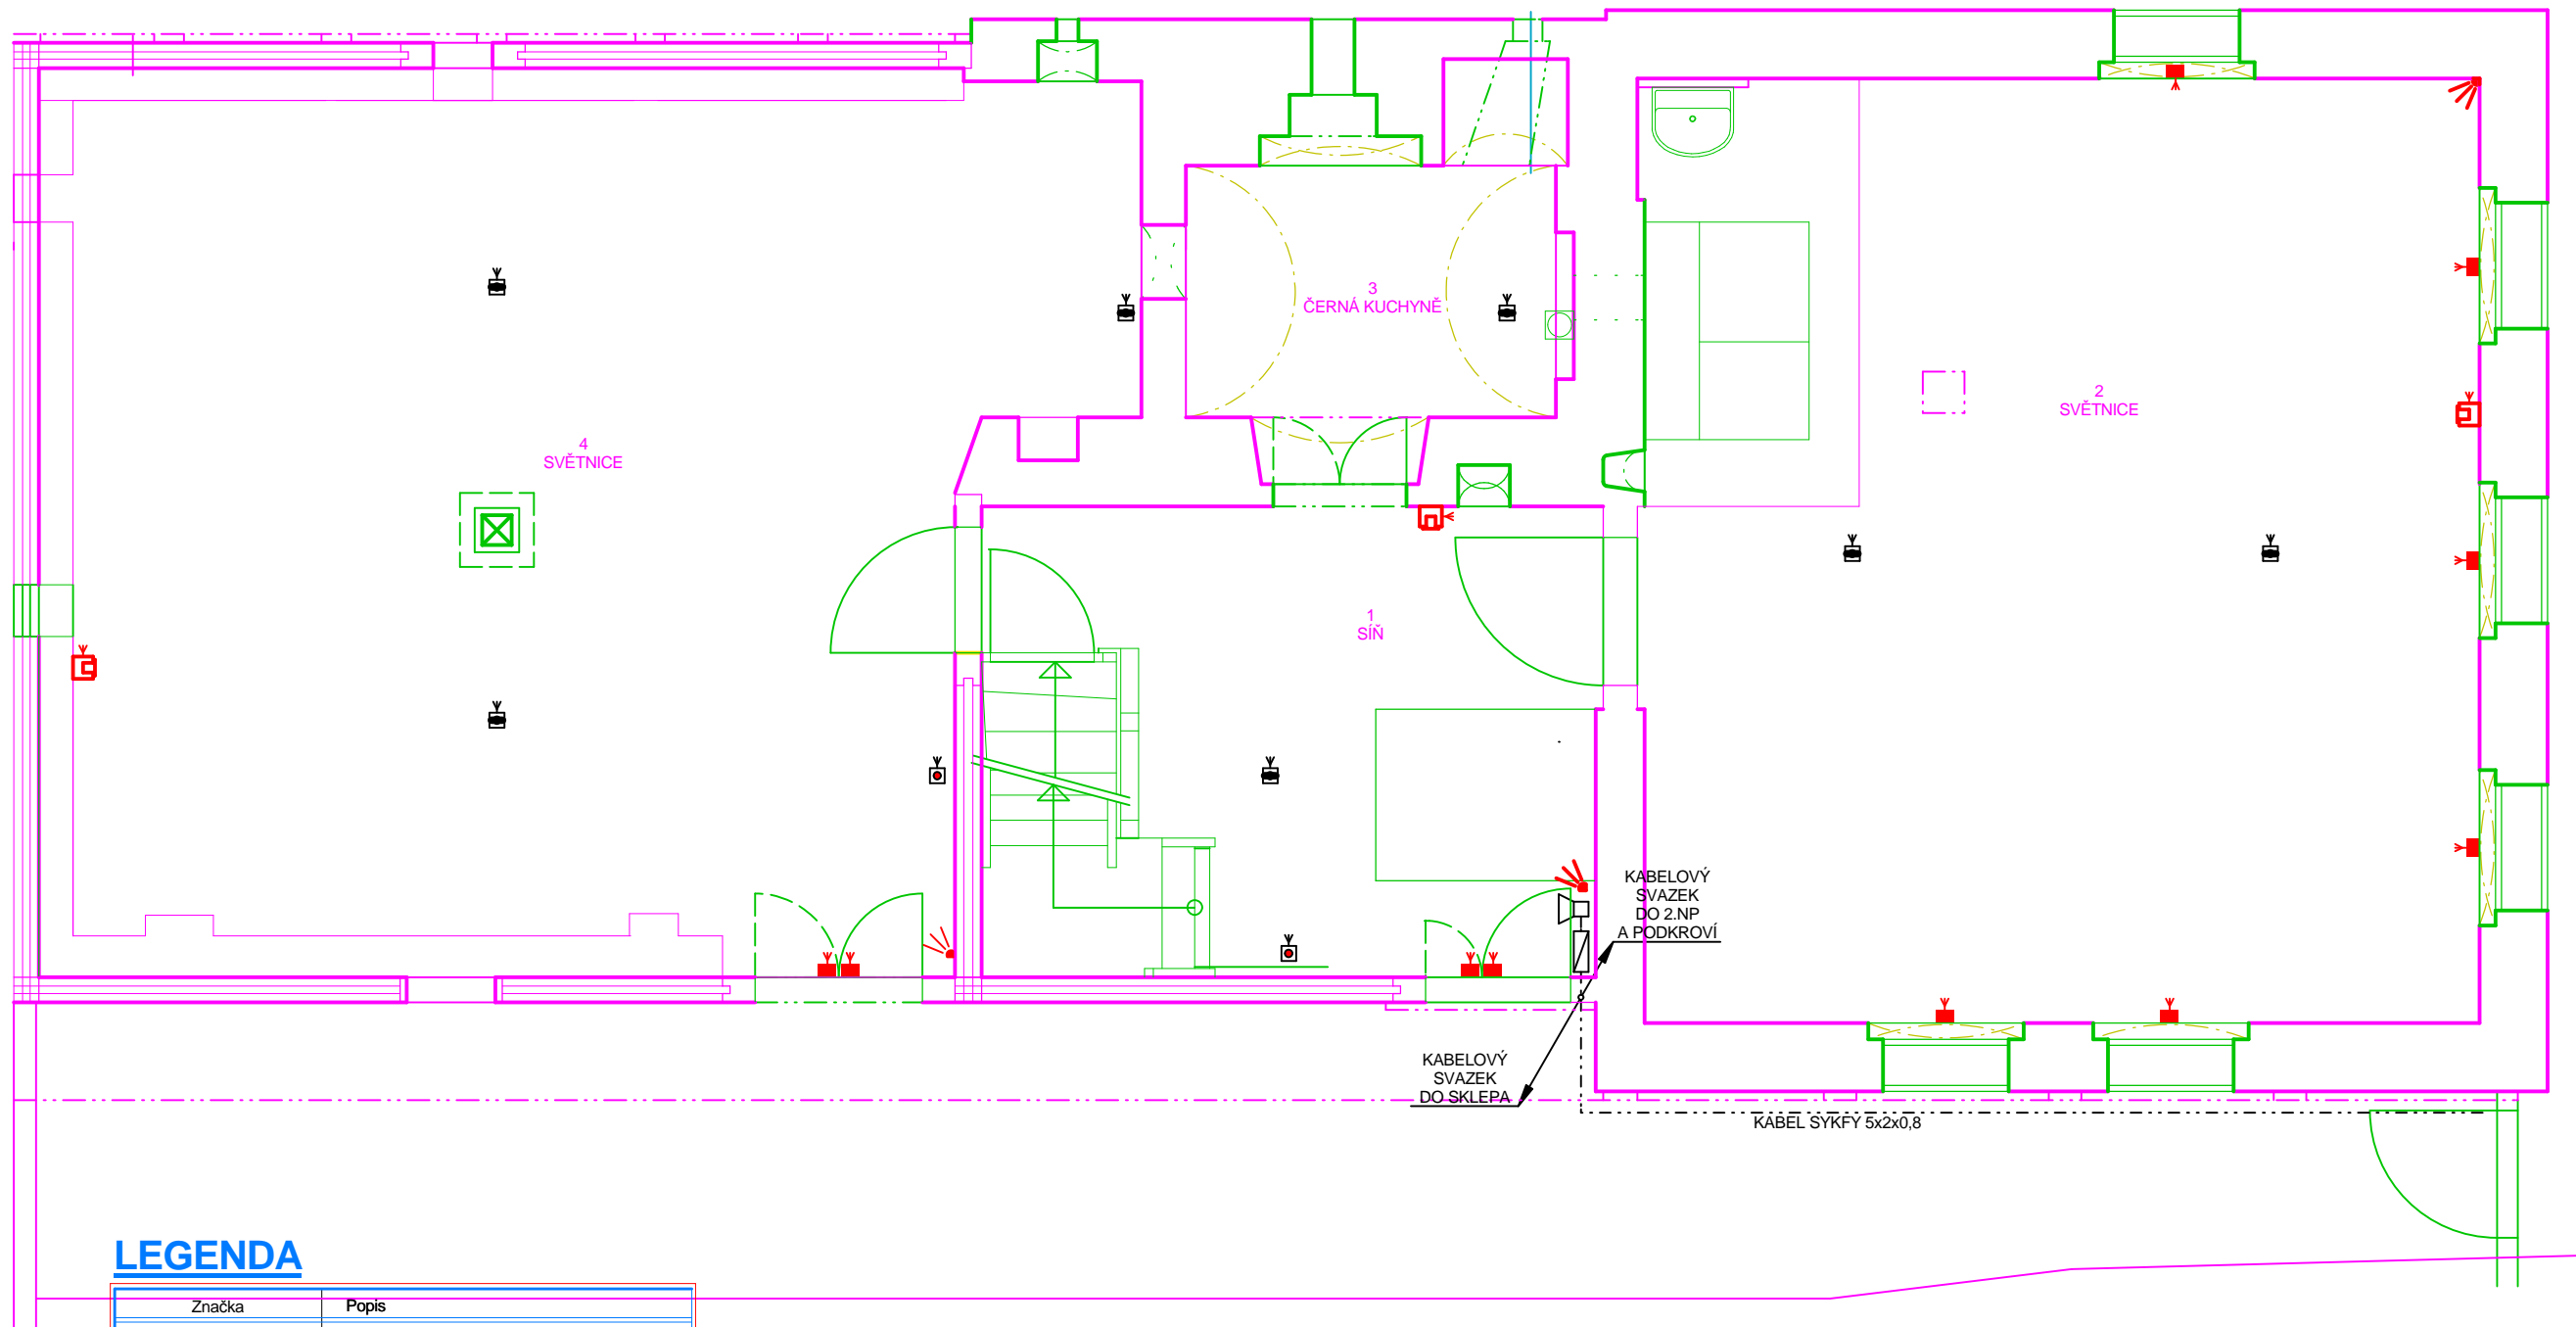 3
ČERNÁ KUCHYNĚ
2
SVĚTNICE
4
SVĚTNICE
1
SÍŇ
KABELOVÝ
SVAZEK
DO 2.NP
A PODKROVÍ
KABELOVÝ
SVAZEK
DO SKLEPA
KABEL SYKFY 5x2x0,8
LEGENDA
Značka Popis